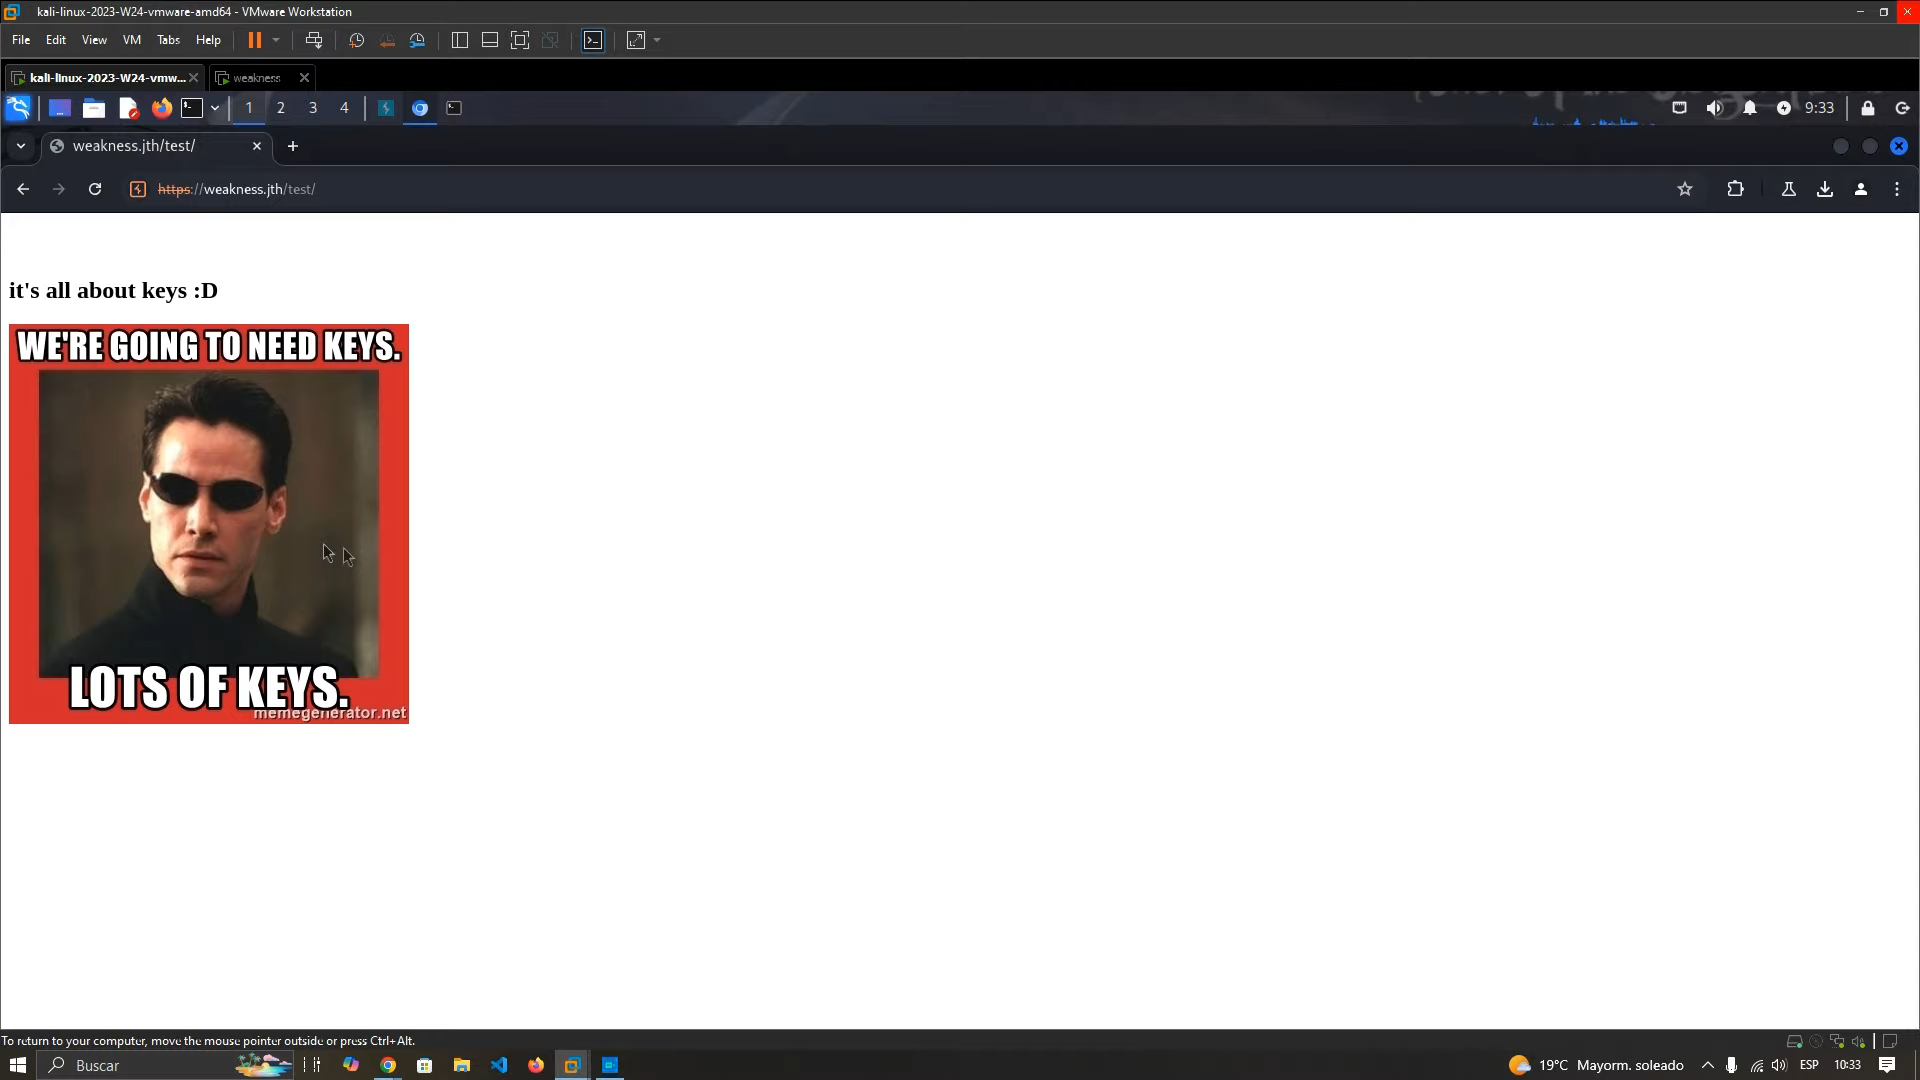 kali-linux-2023-W24-vmware-amd64 - VMware Workstation
File Edit View VM Tabs Help
kali-linux-2023-W24-vmw... weakness
1 2 3 4 9:33
weakness.jth/test/
https://weakness.jth/test/
it's all about keys :D
WE'RE GOING TO NEED KEYS.
LOTS OF KEYS.
memegenerator.net
To return to your computer, move the mouse pointer outside or press Ctrl+Alt.
Buscar 19°C Mayorm. soleado ESP 10:33